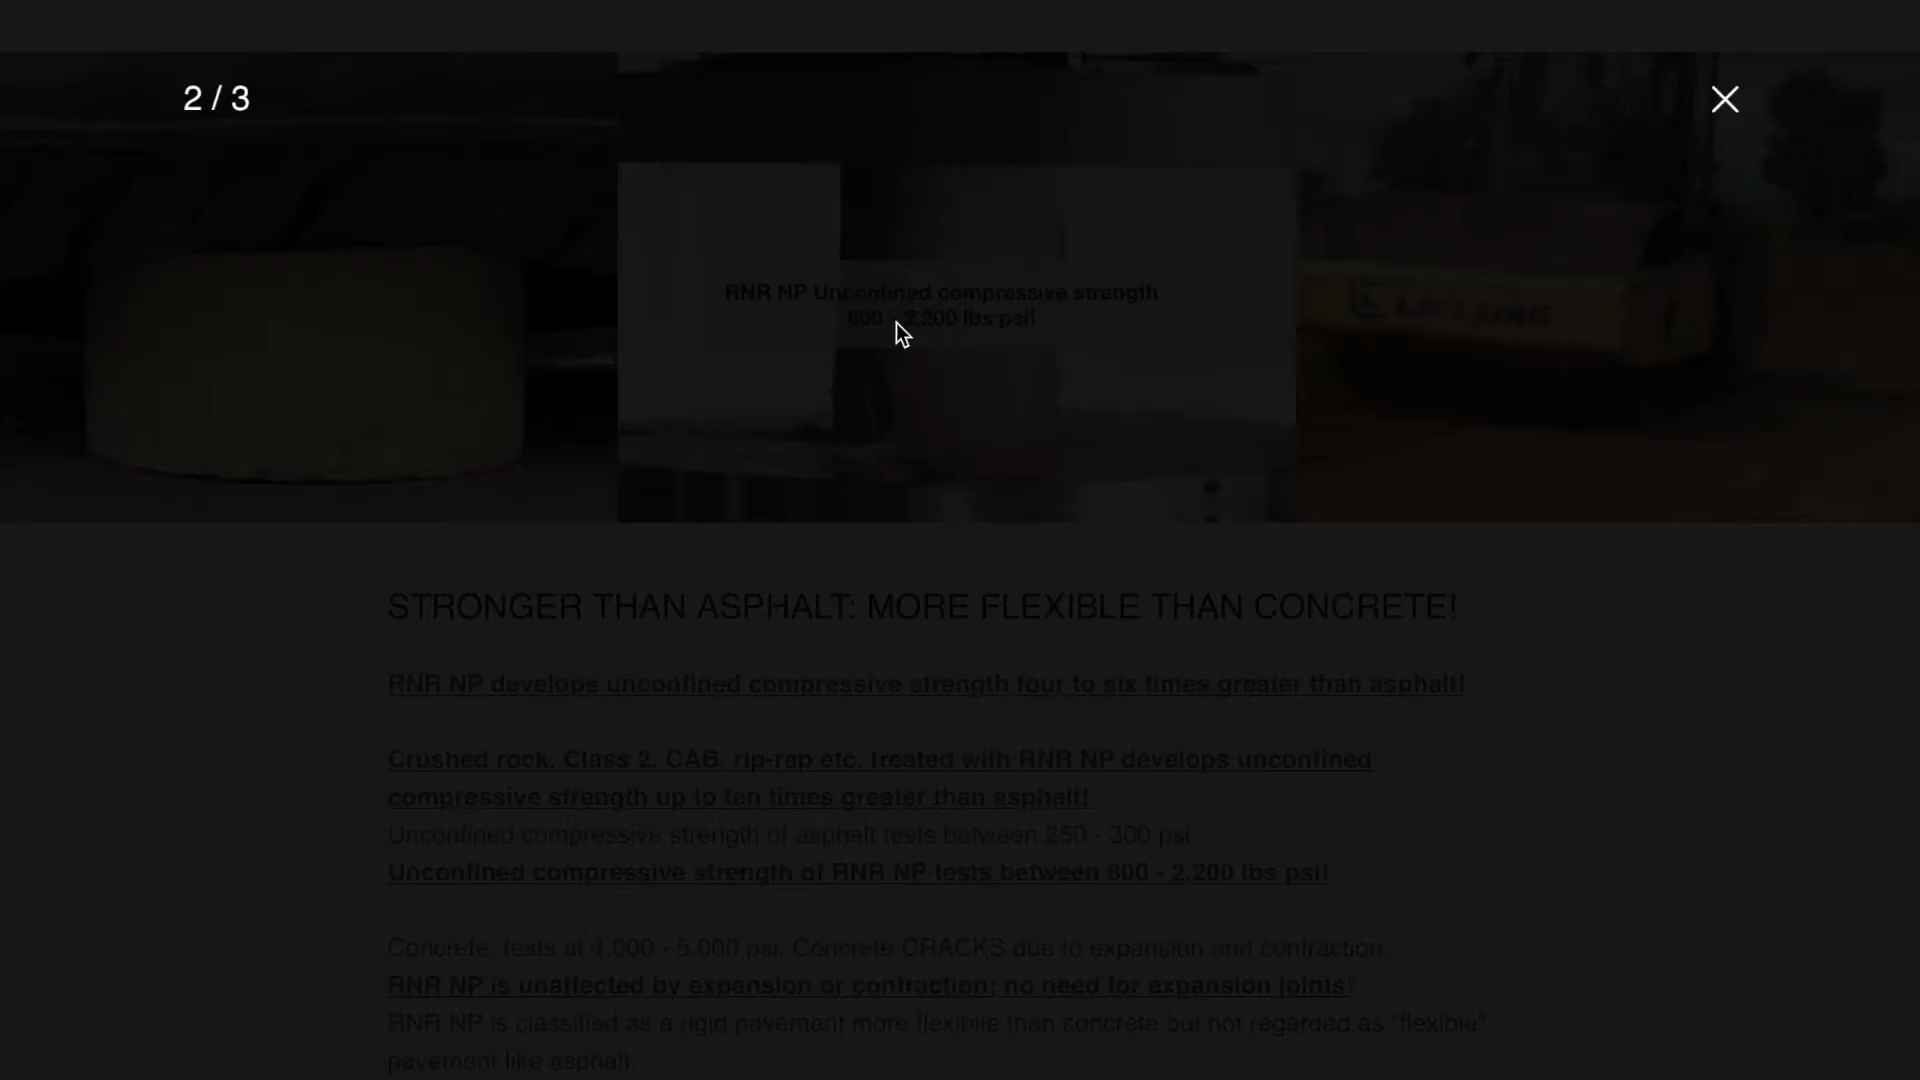 2 / 3
RNR NP Unconfined compressive strength
800 - 2,200 lbs psi!
STRONGER THAN ASPHALT: MORE FLEXIBLE THAN CONCRETE!
RNR NP develops unconfined compressive strength four to six times greater than asphalt!
Crushed rock, Class 2, CAB, rip-rap etc. treated with RNR NP develops unconfined
compressive strength up to ten times greater than asphalt!
Unconfined compressive strength of asphalt tests between 250 - 300 psi.
Unconfined compressive strength of RNR NP tests between 800 - 2,200 lbs psi!
Concrete, tests at 4,000 - 5,000 psi. Concrete CRACKS due to expansion and contraction.
RNR NP is unaffected by expansion or contraction; no need for expansion joints!
RNR NP is classified as a rigid pavement more flexibile than concrete but not regarded as "flexible"
pavement like asphalt.